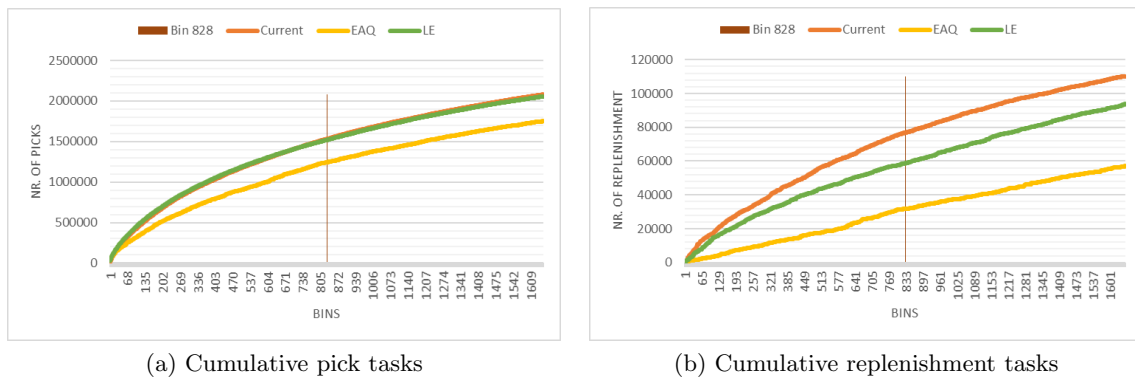 Bin 828 Current EAQ LE
2500000
2000000
1500000
1000000
500000
0
NR. OF PICKS
1 68 135 202 269 336 403 470 537 604 671 738 805 872 939 1006 1073 1140 1207 1274 1341 1408 1475 1542 1609
BINS
(a) Cumulative pick tasks
Bin 828 Current EAQ LE
120000
100000
80000
60000
40000
20000
0
NR. OF REPLENISHMENT
1 65 129 193 257 321 385 449 513 577 641 705 769 833 897 961 1025 1089 1153 1217 1281 1345 1409 1473 1537 1601
BINS
(b) Cumulative replenishment tasks